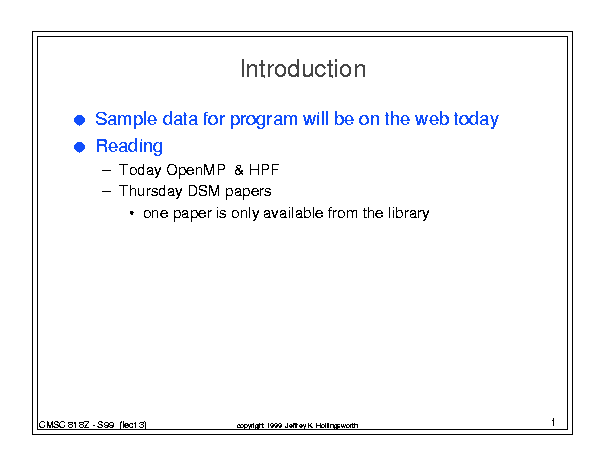 Introduction
● Sample data for program will be on the web today
● Reading
– Today OpenMP & HPF
– Thursday DSM papers
• one paper is only available from the library
CMSC 818Z - S99 (lect 3)
copyright 1999 Jeffrey K. Hollingsworth
1